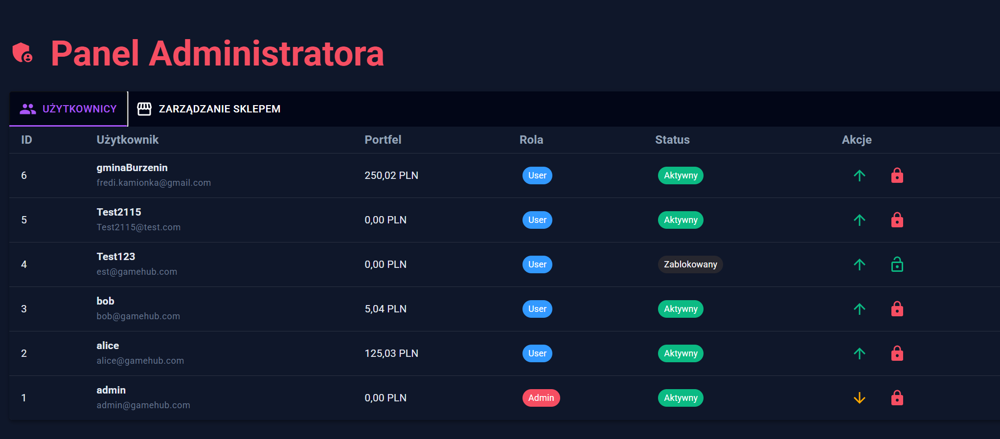 Panel Administratora
UŻYTKOWNICY ZARZĄDZANIE SKLEPEM
ID Użytkownik Portfel Rola Status Akcje
gminaBurzenin
6 250,02 PLN User Aktywny
fredi.kamionka@gmail.com
Test2115
5 0,00 PLN User Aktywny
Test2115@test.com
Test123
4 0,00 PLN User Zablokowany
est@gamehub.com
bob
3 5,04 PLN User Aktywny
bob@gamehub.com
alice
2 125,03 PLN User Aktywny
alice@gamehub.com
admin
1 0,00 PLN Admin Aktywny
admin@gamehub.com